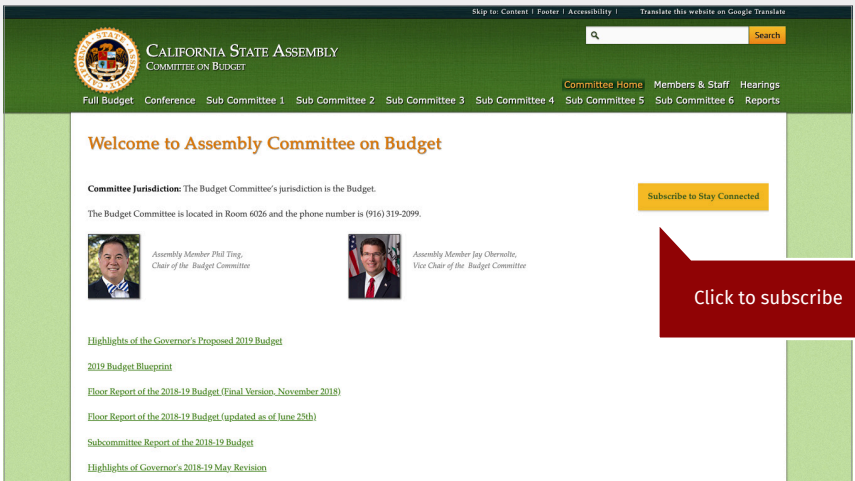 Skip to: Content | Footer | Accessibility | Translate this website on Google Translate
CALIFORNIA STATE ASSEMBLY
COMMITTEE ON BUDGET
Search
Committee Home Members & Staff Hearings
Full Budget Conference Sub Committee 1 Sub Committee 2 Sub Committee 3 Sub Committee 4 Sub Committee 5 Sub Committee 6 Reports
Welcome to Assembly Committee on Budget
Committee Jurisdiction: The Budget Committee's jurisdiction is the Budget.
Subscribe to Stay Connected
The Budget Committee is located in Room 6026 and the phone number is (916) 319-2099.
Assembly Member Phil Ting,
Chair of the Budget Committee
Assembly Member Jay Obernolte,
Vice Chair of the Budget Committee
Click to subscribe
Highlights of the Governor's Proposed 2019 Budget
2019 Budget Blueprint
Floor Report of the 2018-19 Budget (Final Version, November 2018)
Floor Report of the 2018-19 Budget (updated as of June 25th)
Subcommittee Report of the 2018-19 Budget
Highlights of Governor's 2018-19 May Revision